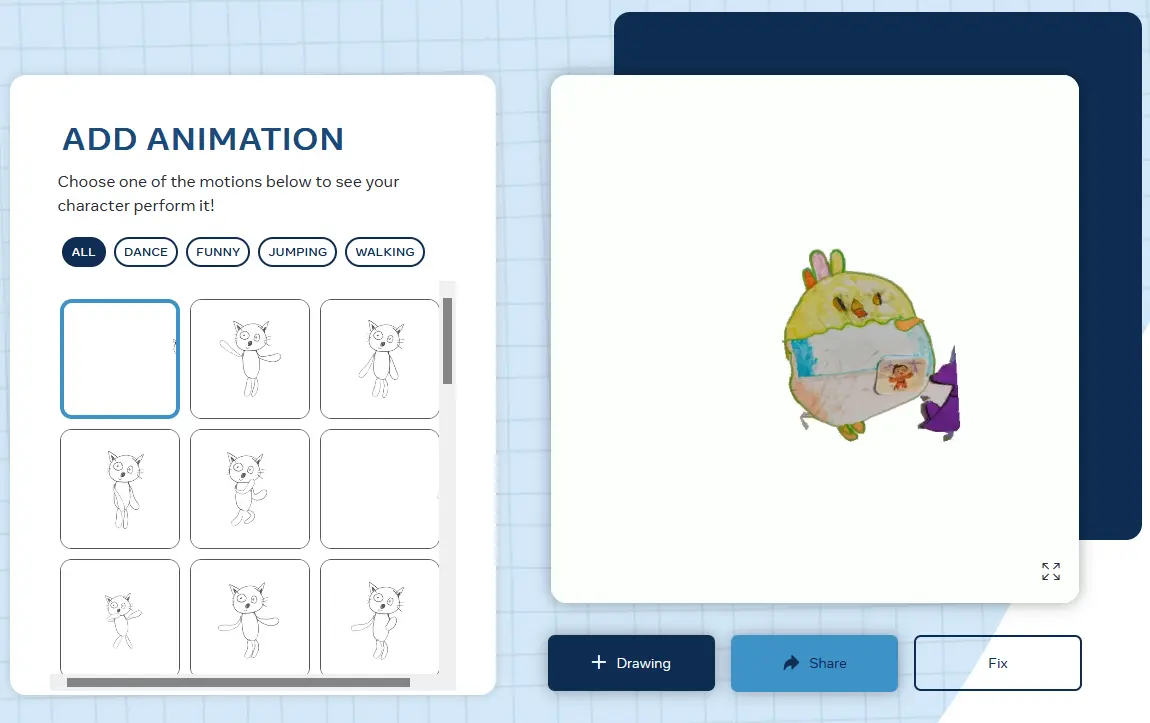 ADD ANIMATION
Choose one of the motions below to see your
character perform it!
ALL DANCE FUNNY JUMPING WALKING
+ Drawing Share Fix